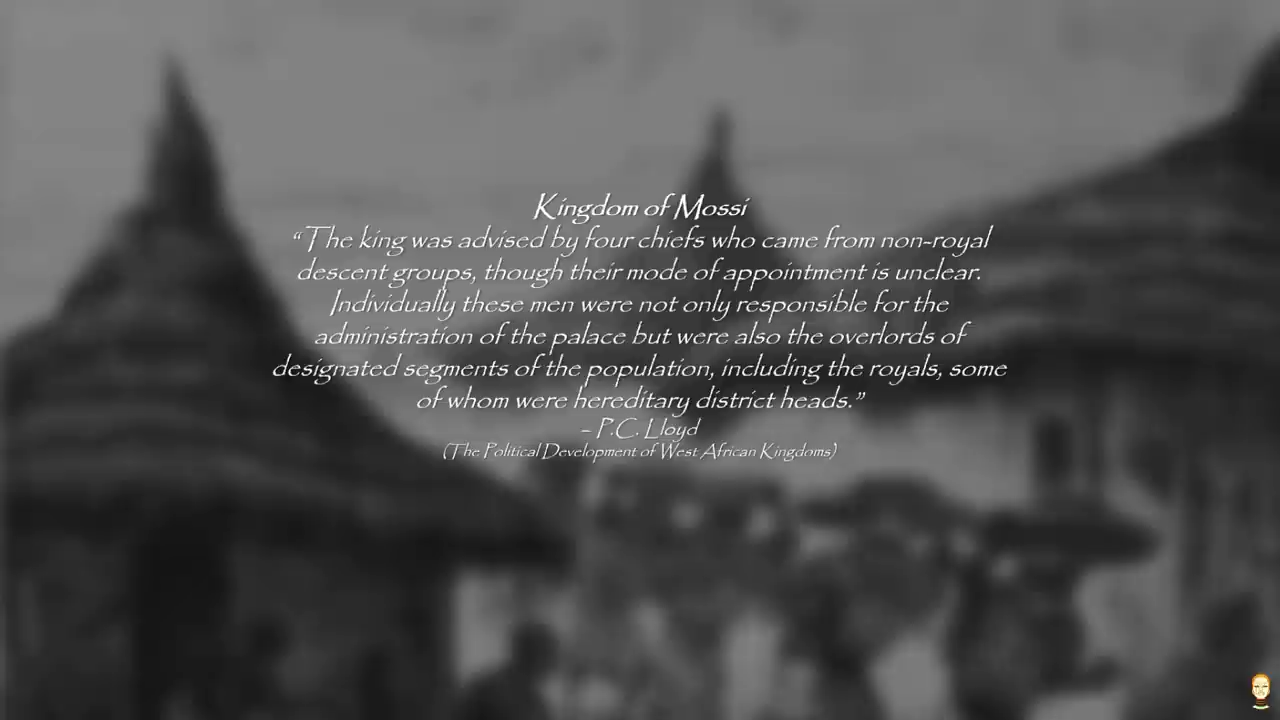 Kingdom of Mossi
“The king was advised by four chiefs who came from non-royal
descent groups, though their mode of appointment is unclear.
Individually these men were not only responsible for the
administration of the palace but were also the overlords of
designated segments of the population, including the royals, some
of whom were hereditary district heads.”
– P.C. Lloyd
(The Political Development of West African Kingdoms)